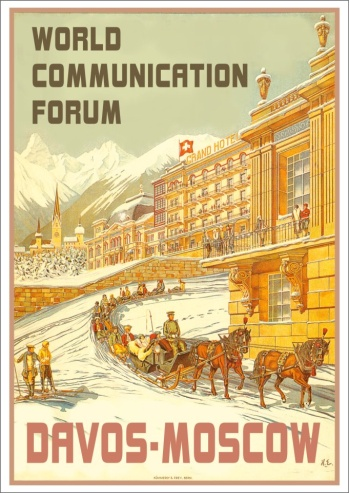 WORLD
COMMUNICATION
FORUM
GRAND HOTEL
DAVOS-MOSCOW